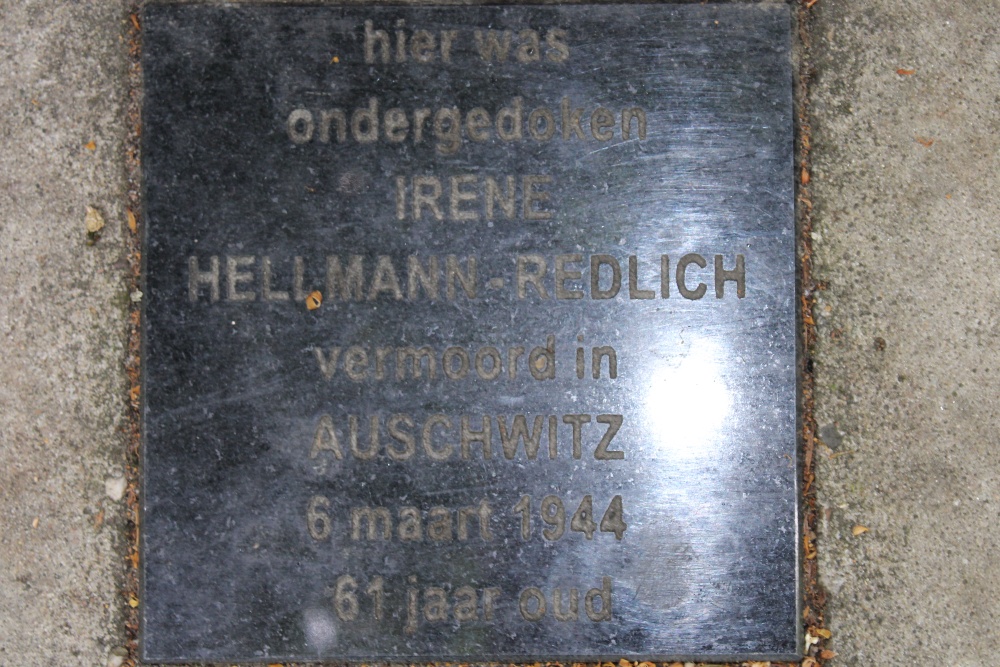 hier was
ondergedoken
IRENE
HELLMANN-REDLICH
vermoord in
AUSCHWITZ
6 maart 1944
61 jaar oud